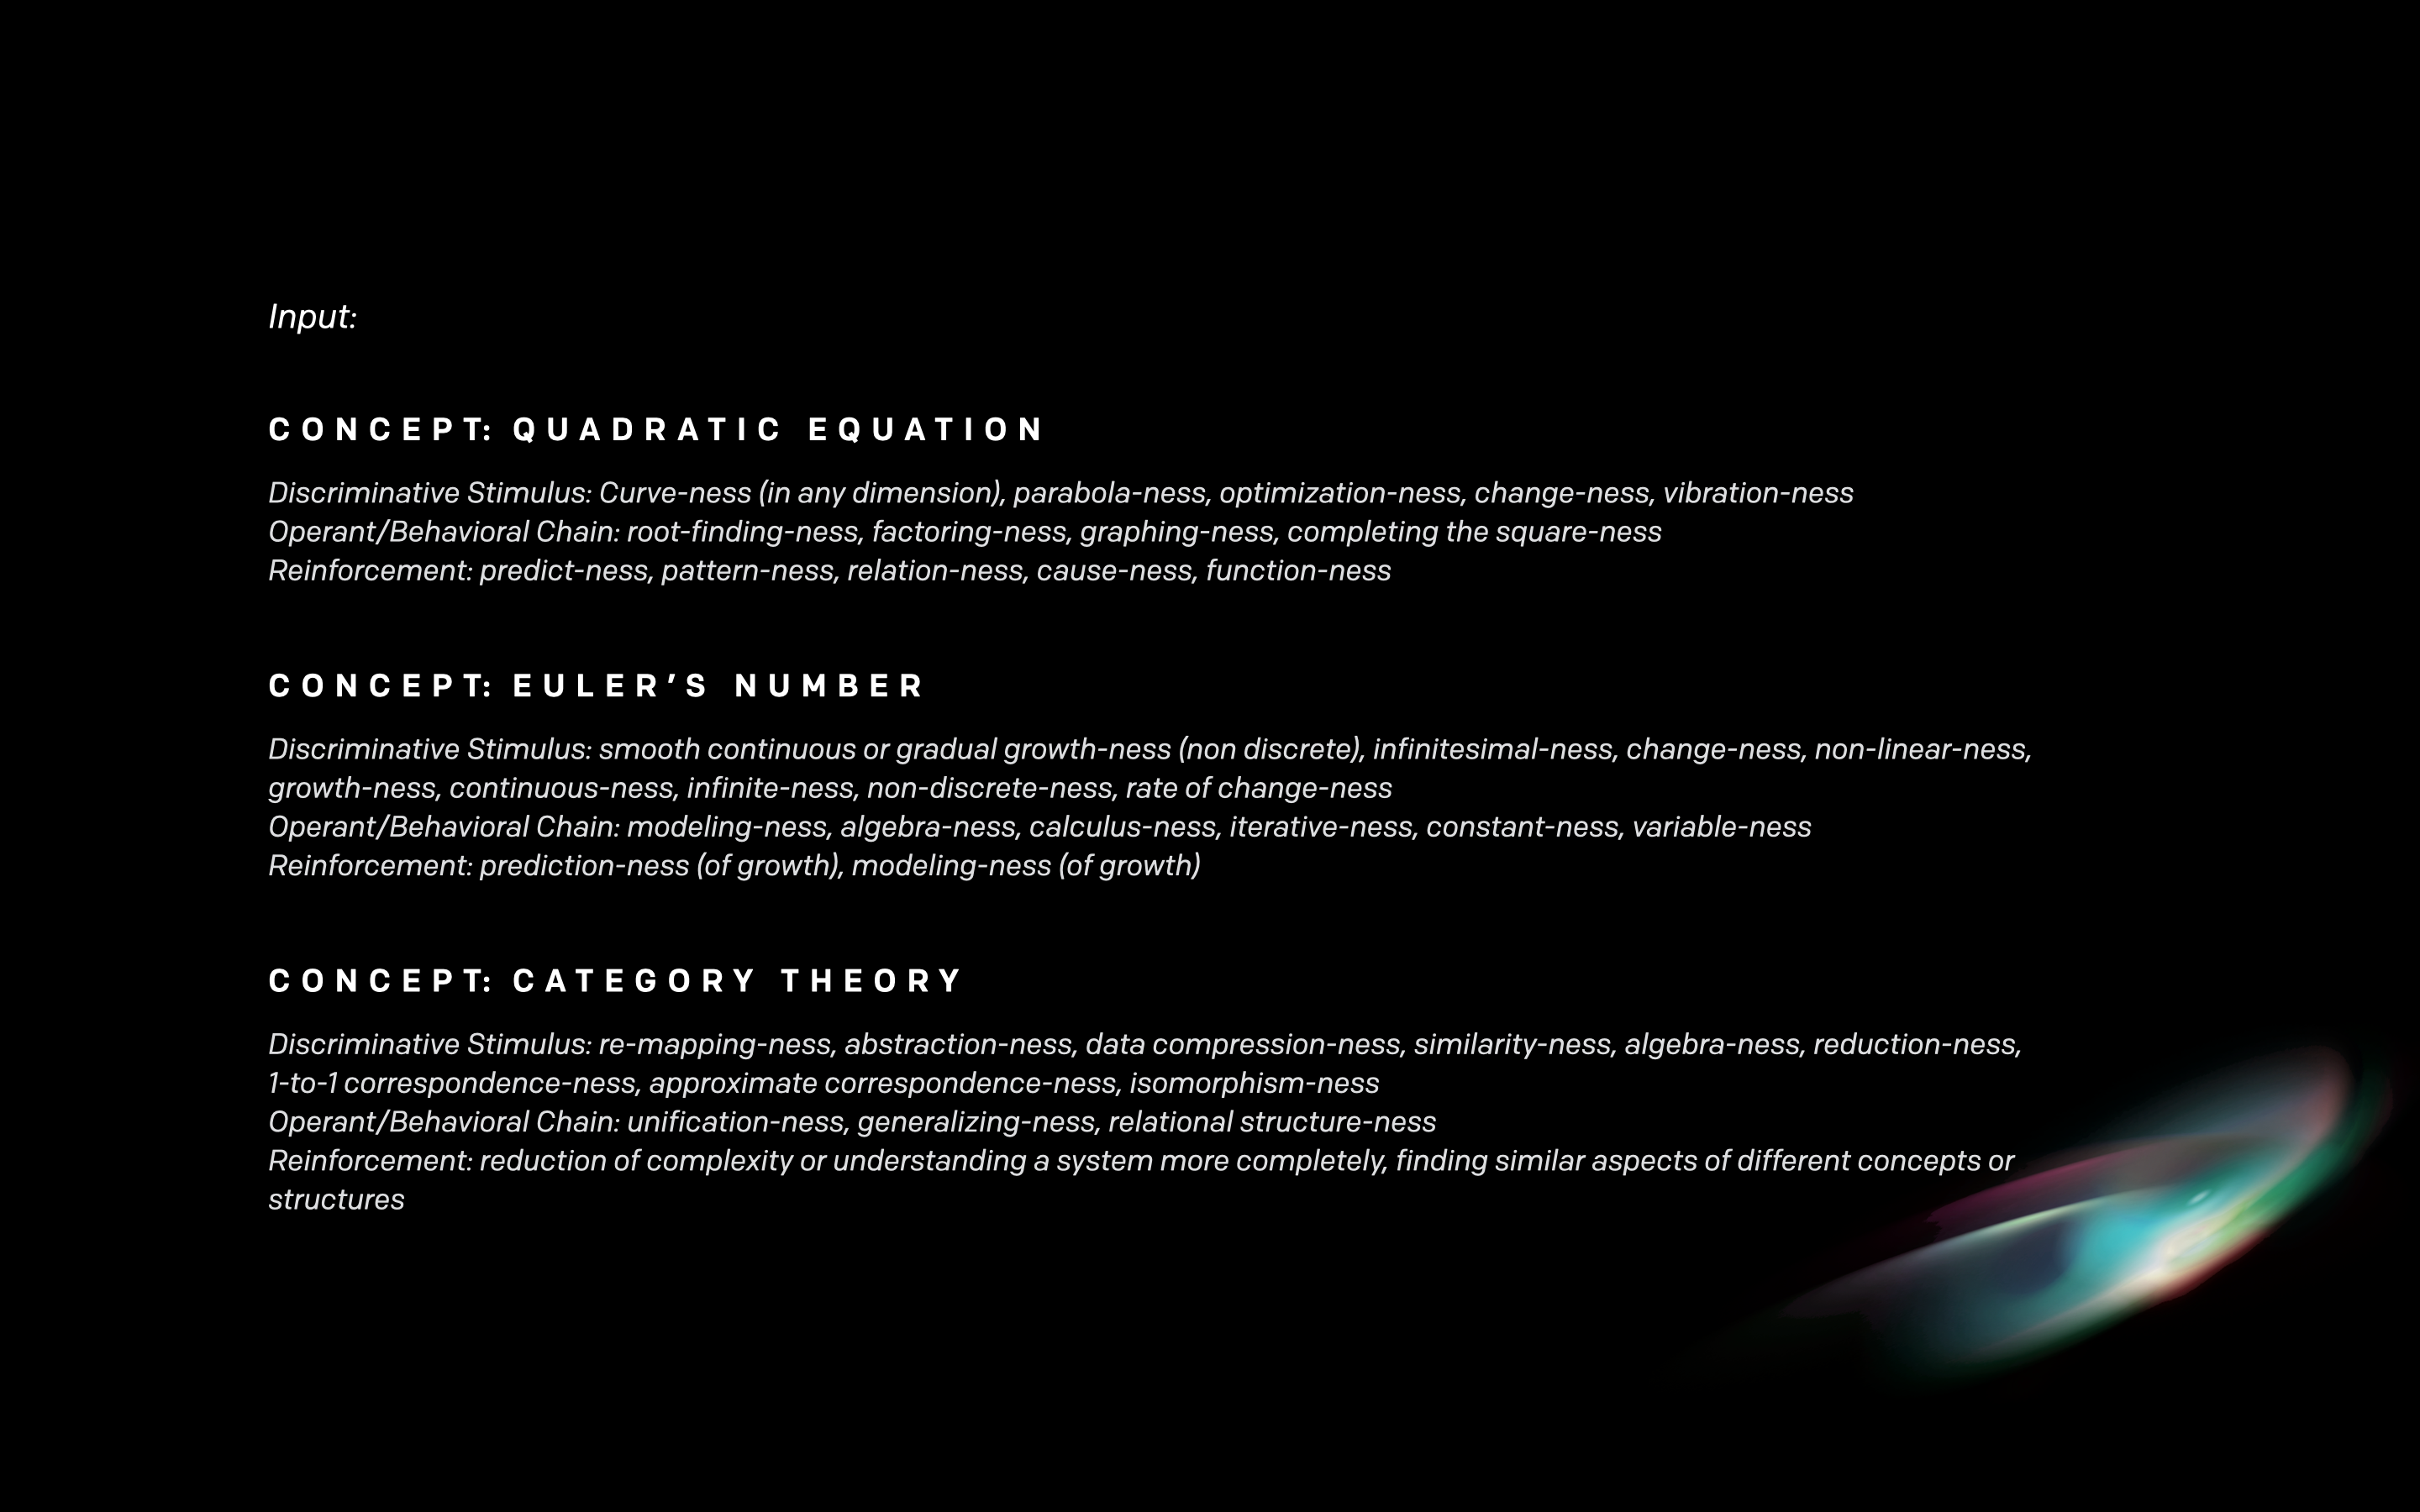 Input:
CONCEPT: QUADRATIC EQUATION
Discriminative Stimulus: Curve-ness (in any dimension), parabola-ness, optimization-ness, change-ness, vibration-ness
Operant/Behavioral Chain: root-finding-ness, factoring-ness, graphing-ness, completing the square-ness
Reinforcement: predict-ness, pattern-ness, relation-ness, cause-ness, function-ness
CONCEPT: EULER’S NUMBER
Discriminative Stimulus: smooth continuous or gradual growth-ness (non discrete), infinitesimal-ness, change-ness, non-linear-ness,
growth-ness, continuous-ness, infinite-ness, non-discrete-ness, rate of change-ness
Operant/Behavioral Chain: modeling-ness, algebra-ness, calculus-ness, iterative-ness, constant-ness, variable-ness
Reinforcement: prediction-ness (of growth), modeling-ness (of growth)
CONCEPT: CATEGORY THEORY
Discriminative Stimulus: re-mapping-ness, abstraction-ness, data compression-ness, similarity-ness, algebra-ness, reduction-ness,
1-to-1 correspondence-ness, approximate correspondence-ness, isomorphism-ness
Operant/Behavioral Chain: unification-ness, generalizing-ness, relational structure-ness
Reinforcement: reduction of complexity or understanding a system more completely, finding similar aspects of different concepts or
structures